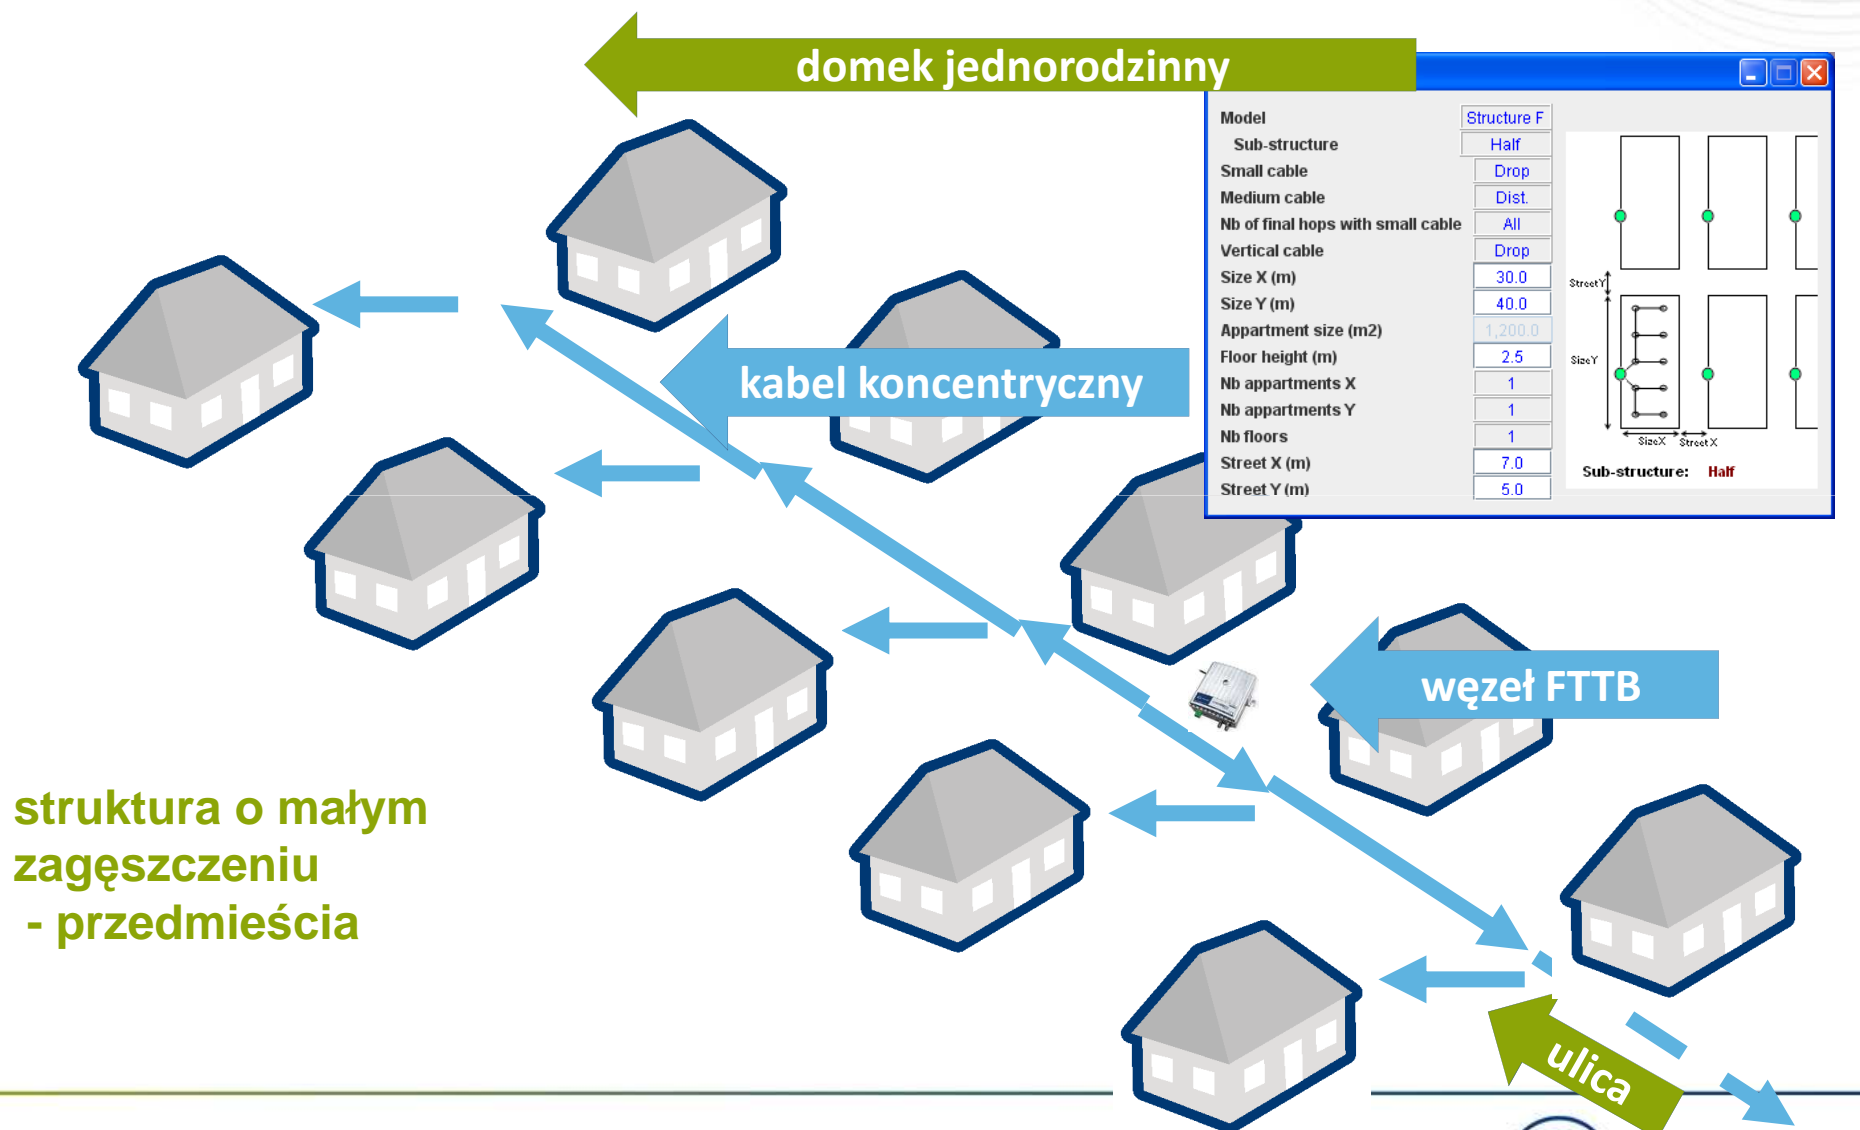 domek jednorodzinny
Model Structure F
Sub-structure Half
Small cable Drop
Medium cable Dist.
Nb of final hops with small cable All
Vertical cable Drop
Size X (m) 30.0
Size Y (m) 40.0
Appartment size (m2) 1,200.0
Floor height (m) 2.5
Nb appartments X 1
Nb appartments Y 1
Nb floors 1
Street X (m) 7.0
Street Y (m) 5.0
StreetY
SizeY
SizeX StreetX
Sub-structure: Half
kabel koncentryczny
węzeł FTTB
struktura o małym
zagęszczeniu
- przedmieścia
ulica